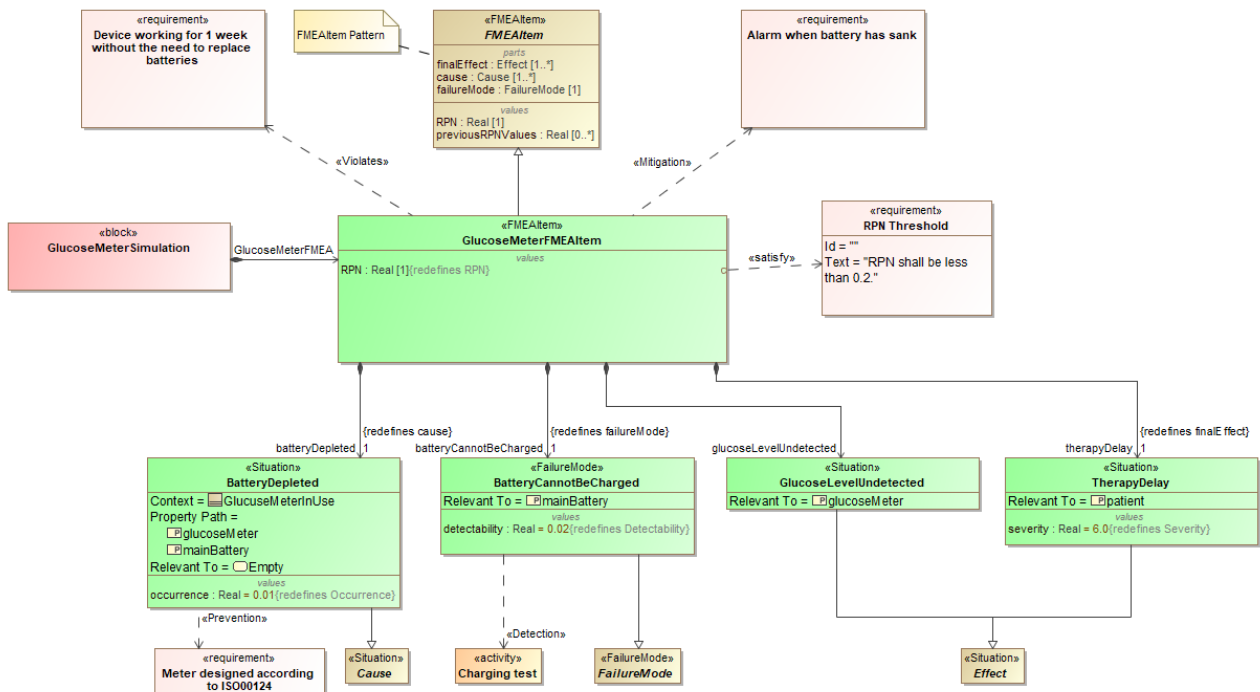 «requirement»
Device working for 1 week
without the need to replace
batteries
FMEAItem Pattern
«FMEAItem»
FMEAItem
parts
finalEffect : Effect [1..*]
cause : Cause [1..*]
failureMode : FailureMode [1]
values
RPN : Real [1]
previousRPNValues : Real [0..*]
«requirement»
Alarm when battery has sank
«Violates»
«Mitigation»
«block»
GlucoseMeterSimulation
GlucoseMeterFMEA
«FMEAItem»
GlucoseMeterFMEAItem
values
RPN : Real [1]{redefines RPN}
«satisfy»
«requirement»
RPN Threshold
Id = ""
Text = "RPN shall be less
than 0.2."
{redefines cause}
batteryDepleted 1
{redefines failureMode}
batteryCannotBeCharged 1
glucoseLevelUndetected
{redefines finalEffect}
therapyDelay 1
«Situation»
BatteryDepleted
Context = GlucuseMeterInUse
Property Path =
glucoseMeter
mainBattery
Relevant To = Empty
values
occurrence : Real = 0.01{redefines Occurrence}
«FailureMode»
BatteryCannotBeCharged
Relevant To = mainBattery
values
detectability : Real = 0.02{redefines Detectability}
«Situation»
GlucoseLevelUndetected
Relevant To = glucoseMeter
«Situation»
TherapyDelay
Relevant To = patient
values
severity : Real = 6.0{redefines Severity}
«Prevention»
«Detection»
«requirement»
Meter designed according
to ISO00124
«Situation»
Cause
«activity»
Charging test
«FailureMode»
FailureMode
«Situation»
Effect